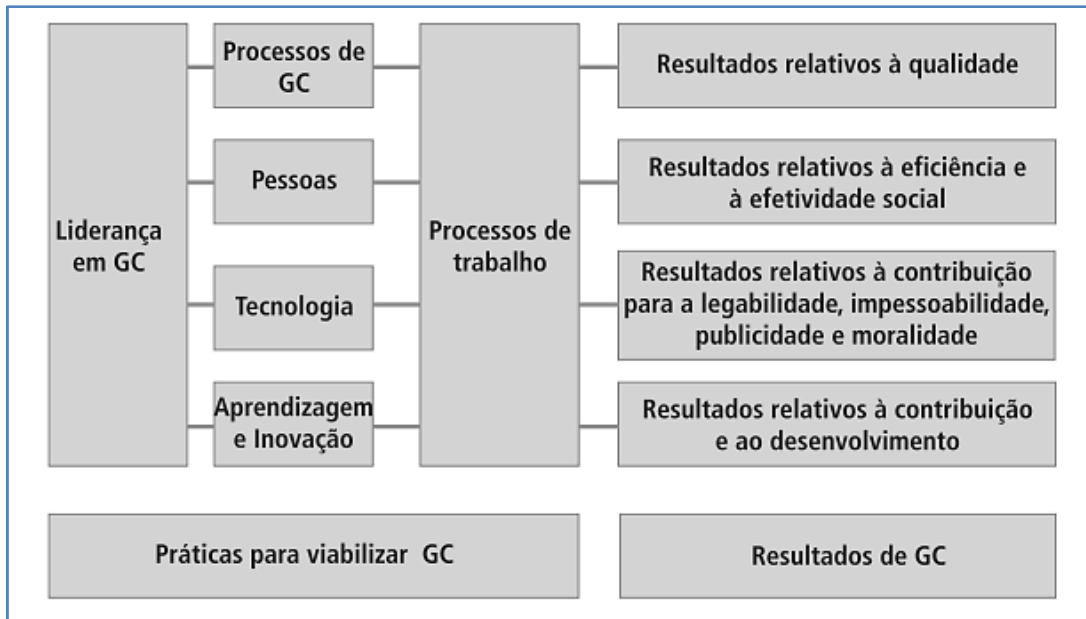 Liderança
em GC
Processos de
GC
Pessoas
Tecnologia
Aprendizagem
e Inovação
Processos de
trabalho
Resultados relativos à qualidade
Resultados relativos à eficiência e
à efetividade social
Resultados relativos à contribuição
para a legabilidade, impessoabilidade,
publicidade e moralidade
Resultados relativos à contribuição
e ao desenvolvimento
Práticas para viabilizar GC
Resultados de GC